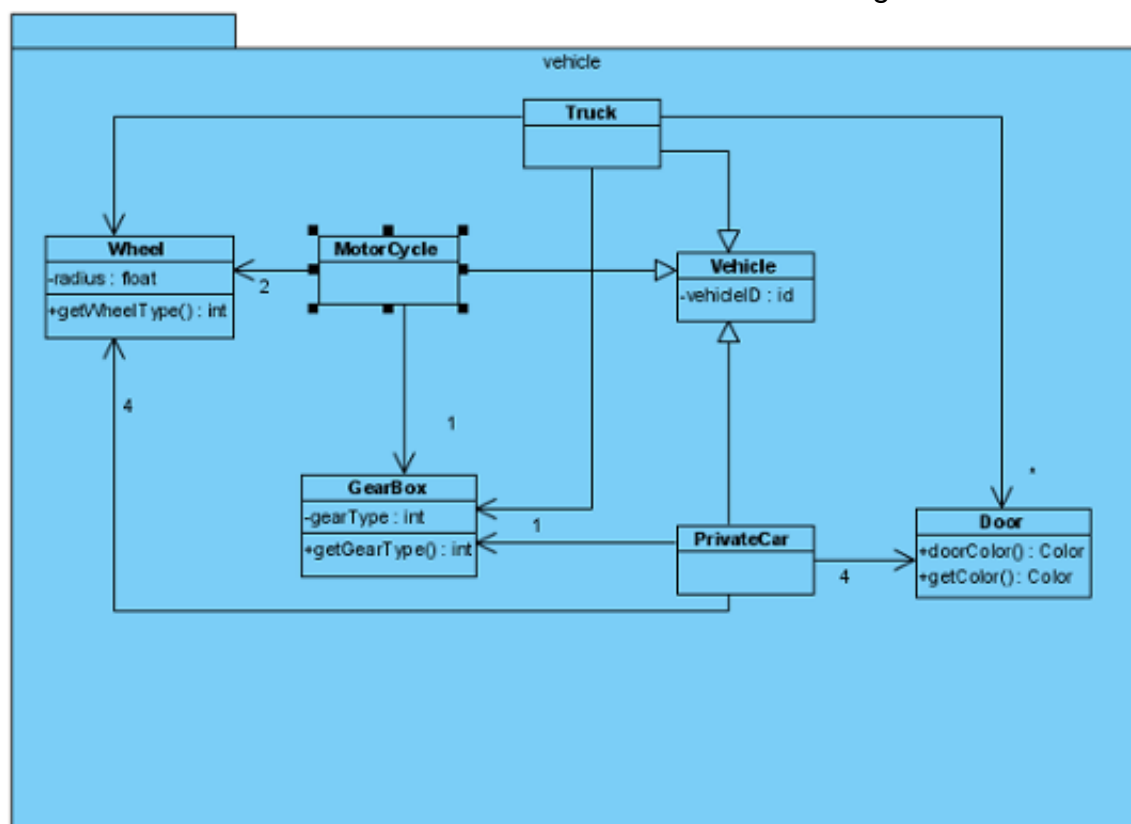 vehicle
Truck
Wheel
-radius : float
+getWheelType() : int
2
MotorCycle
Vehicle
-vehicleID : id
4
1
*
GearBox
-gearType : int
+getGearType() : int
1
PrivateCar
4
Door
+doorColor() : Color
+getColor() : Color